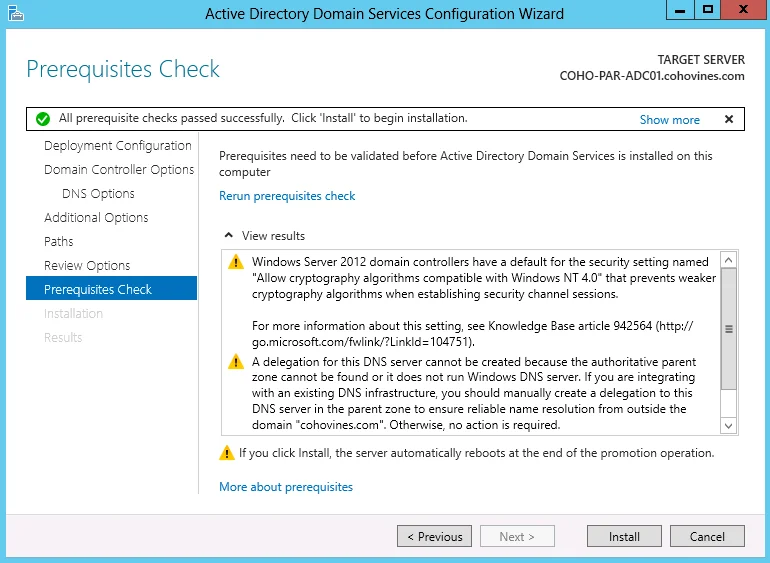 Active Directory Domain Services Configuration Wizard
Prerequisites Check
TARGET SERVER
COHO-PAR-ADC01.cohovines.com
All prerequisite checks passed successfully.  Click 'Install' to begin installation.
Show more
Deployment Configuration
Domain Controller Options
DNS Options
Additional Options
Paths
Review Options
Prerequisites Check
Installation
Results
Prerequisites need to be validated before Active Directory Domain Services is installed on this
computer
Rerun prerequisites check
View results
Windows Server 2012 domain controllers have a default for the security setting named
"Allow cryptography algorithms compatible with Windows NT 4.0" that prevents weaker
cryptography algorithms when establishing security channel sessions.
For more information about this setting, see Knowledge Base article 942564 (http://
go.microsoft.com/fwlink/?LinkId=104751).
A delegation for this DNS server cannot be created because the authoritative parent
zone cannot be found or it does not run Windows DNS server. If you are integrating
with an existing DNS infrastructure, you should manually create a delegation to this
DNS server in the parent zone to ensure reliable name resolution from outside the
domain "cohovines.com". Otherwise, no action is required.
If you click Install, the server automatically reboots at the end of the promotion operation.
More about prerequisites
< Previous
Next >
Install
Cancel